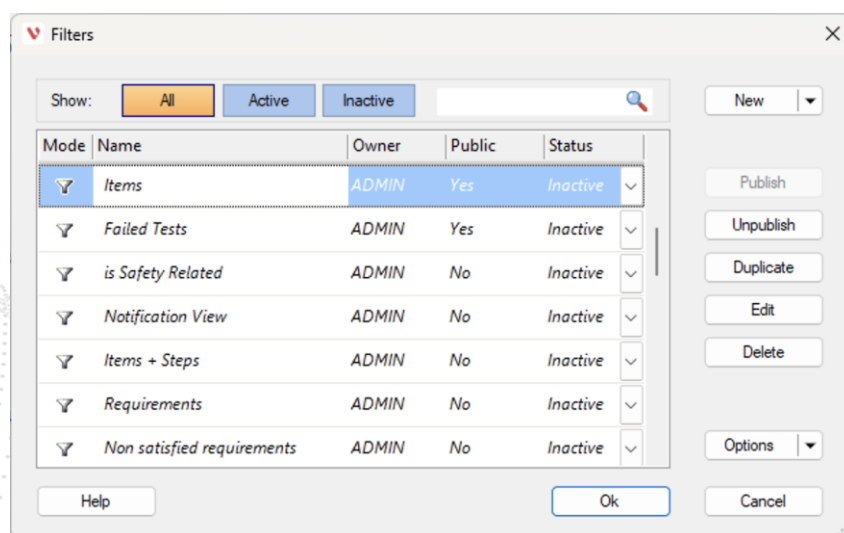 Filters
Show: All Active Inactive New
Mode Name Owner Public Status
Items ADMIN Yes Inactive Publish
Failed Tests ADMIN Yes Inactive Unpublish
is Safety Related ADMIN No Inactive Duplicate
Notification View ADMIN No Inactive Edit
Items + Steps ADMIN No Inactive Delete
Requirements ADMIN No Inactive
Non satisfied requirements ADMIN No Inactive Options
Help Ok Cancel